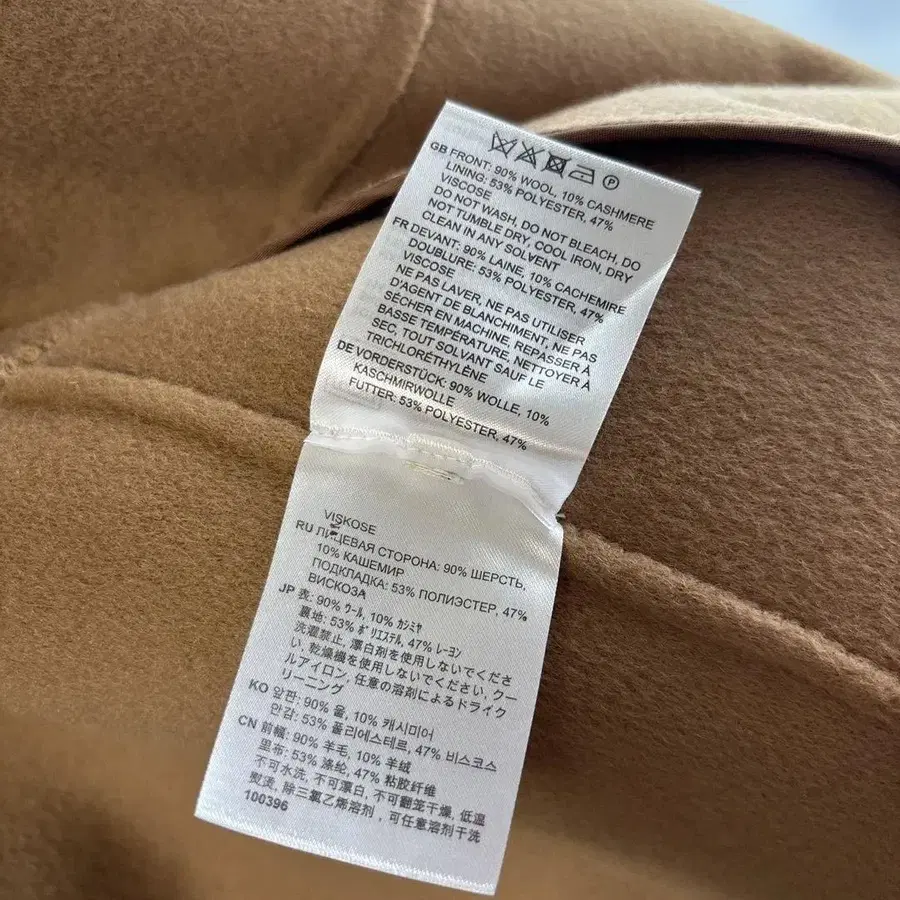 GB FRONT: 90% WOOL, 10% CASHMERE
LINING: 53% POLYESTER, 47%
VISCOSE
DO NOT WASH, DO NOT BLEACH, DO
NOT TUMBLE DRY, COOL IRON, DRY
CLEAN IN ANY SOLVENT
FR DEVANT: 90% LAINE, 10% CACHEMIRE
DOUBLURE: 53% POLYESTER, 47%
VISCOSE
NE PAS LAVER, NE PAS UTILISER
D'AGENT DE BLANCHIMENT, NE PAS
SÉCHER EN MACHINE, REPASSER À
BASSE TEMPÉRATURE, NETTOYER À
SEC, TOUT SOLVANT SAUF LE
TRICHLORÉTHYLÈNE
DE VORDERSTÜCK: 90% WOLLE, 10%
KASCHMIRWOLLE
FUTTER: 53% POLYESTER, 47%
VISKOSE
RU ЛИЦЕВАЯ СТОРОНА: 90% ШЕРСТЬ,
10% КАШЕМИР
ПОДКЛАДКА: 53% ПОЛИЭСТЕР, 47%
ВИСКОЗА
JP 表: 90% ウール, 10% カシミヤ
裏地: 53% ポリエステル, 47% レーヨン
洗濯禁止, 漂白剤を使用しないでくださ
い, 乾燥機を使用しないでください, クー
ルアイロン, 任意の溶剤によるドライク
リーニング
KO 앞판: 90% 울, 10% 캐시미어
안감: 53% 폴리에스테르, 47% 비스코스
CN 前幅: 90% 羊毛, 10% 羊绒
里布: 53% 涤纶, 47% 粘胶纤维
不可水洗, 不可漂白, 不可翻笼干燥, 低温
熨烫, 除三氯乙烯溶剂, 可任意溶剂干洗
100396